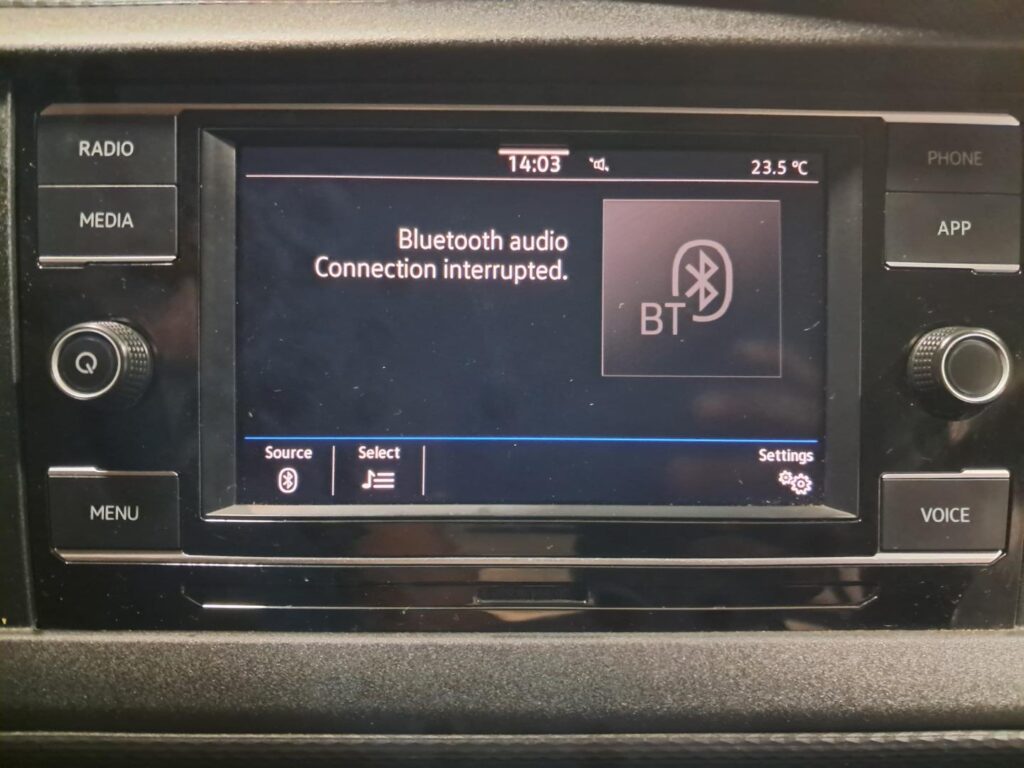 RADIO
MEDIA
MENU
14:03
23.5 °C
Bluetooth audio
Connection interrupted.
BT
Source
Select
Settings
PHONE
APP
VOICE